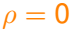 ρ = 0